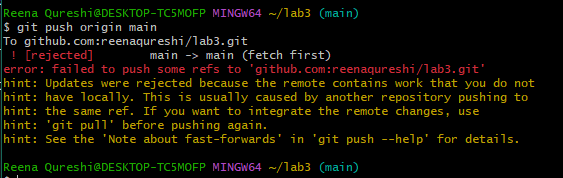 Reena Qureshi@DESKTOP-TC5MOFP MINGW64 ~/lab3 (main)
$ git push origin main
To github.com:reenaqureshi/lab3.git
 ! [rejected]        main -> main (fetch first)
error: failed to push some refs to 'github.com:reenaqureshi/lab3.git'
hint: Updates were rejected because the remote contains work that you do not
hint: have locally. This is usually caused by another repository pushing to
hint: the same ref. If you want to integrate the remote changes, use
hint: 'git pull' before pushing again.
hint: See the 'Note about fast-forwards' in 'git push --help' for details.
Reena Qureshi@DESKTOP-TC5MOFP MINGW64 ~/lab3 (main)